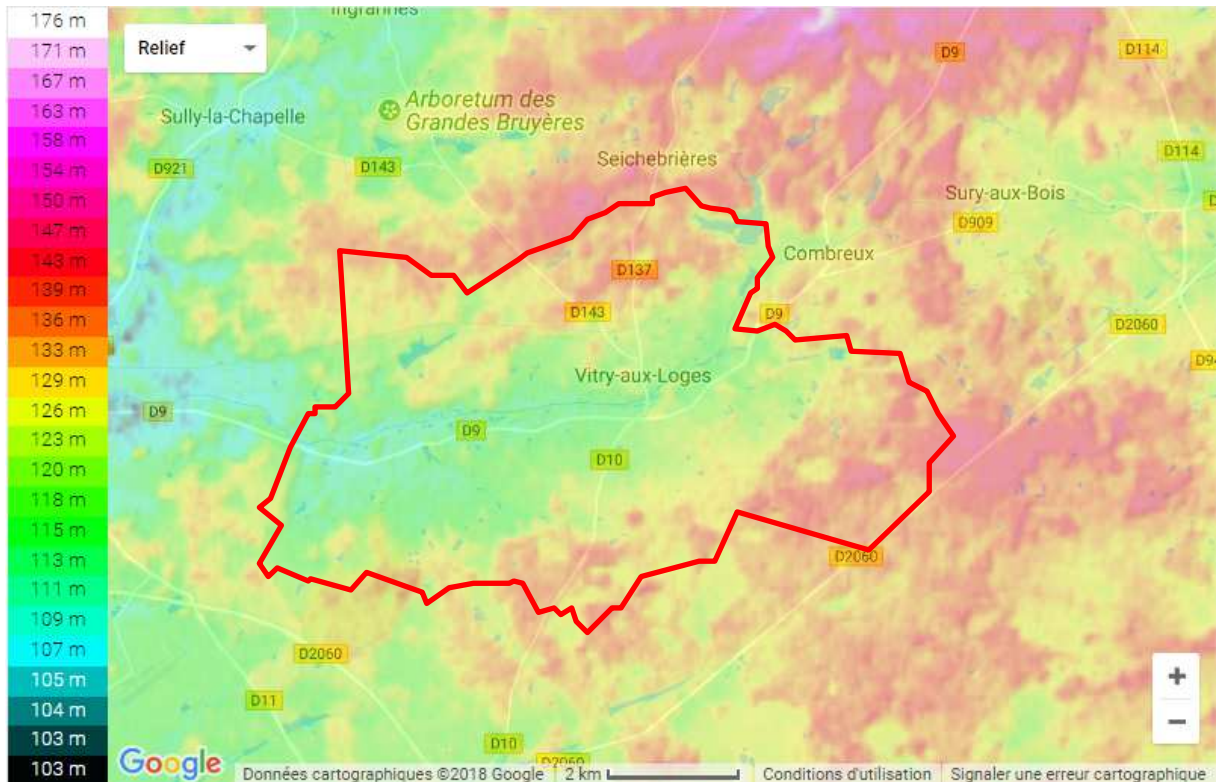 176 m
171 m
167 m
163 m
158 m
154 m
150 m
147 m
143 m
139 m
136 m
133 m
129 m
126 m
123 m
120 m
118 m
115 m
113 m
111 m
109 m
107 m
105 m
104 m
103 m
103 m
Relief
Ingrannes
D9
D114
Arboretum des
Grandes Bruyères
Sully-la-Chapelle
D921
D143
Seichebrières
D114
Sury-aux-Bois
D909
Combreux
D137
D143
D9
D2060
Vitry-aux-Loges
D9
D9
D10
D2060
D2060
D11
D10
D2060
+
−
Google
Données cartographiques ©2018 Google
2 km
Conditions d'utilisation
Signaler une erreur cartographique